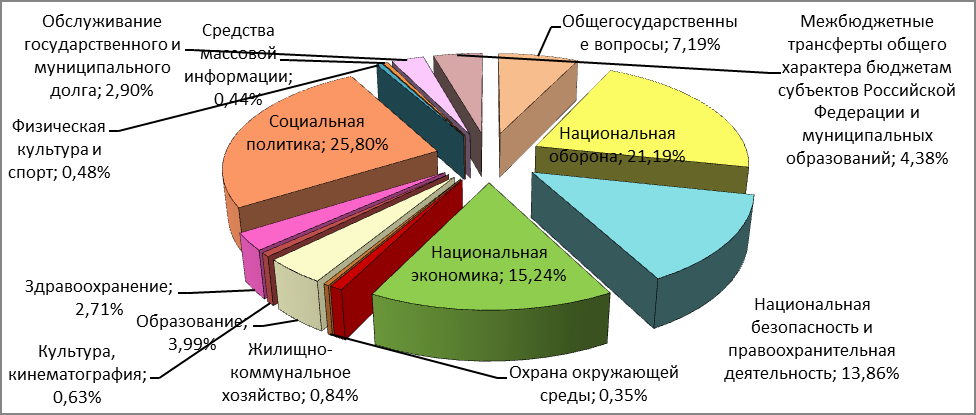 Общегосударственны
е вопросы; 7,19%
Национальная
оборона; 21,19%
Национальная
безопасность и
правоохранительная
деятельность; 13,86%
Национальная
экономика; 15,24%
Охрана окружающей
среды; 0,35%
Жилищно-
коммунальное
хозяйство; 0,84%
Образование;
3,99%
Культура,
кинематография;
0,63%
Здравоохранение;
2,71%
Социальная
политика; 25,80%
Физическая
культура и
спорт; 0,48%
Средства
массовой
информации;
0,44%
Обслуживание
государственного и
муниципального
долга; 2,90%
Межбюджетные
трансферты общего
характера бюджетам
субъектов Российской
Федерации и
муниципальных
образований; 4,38%